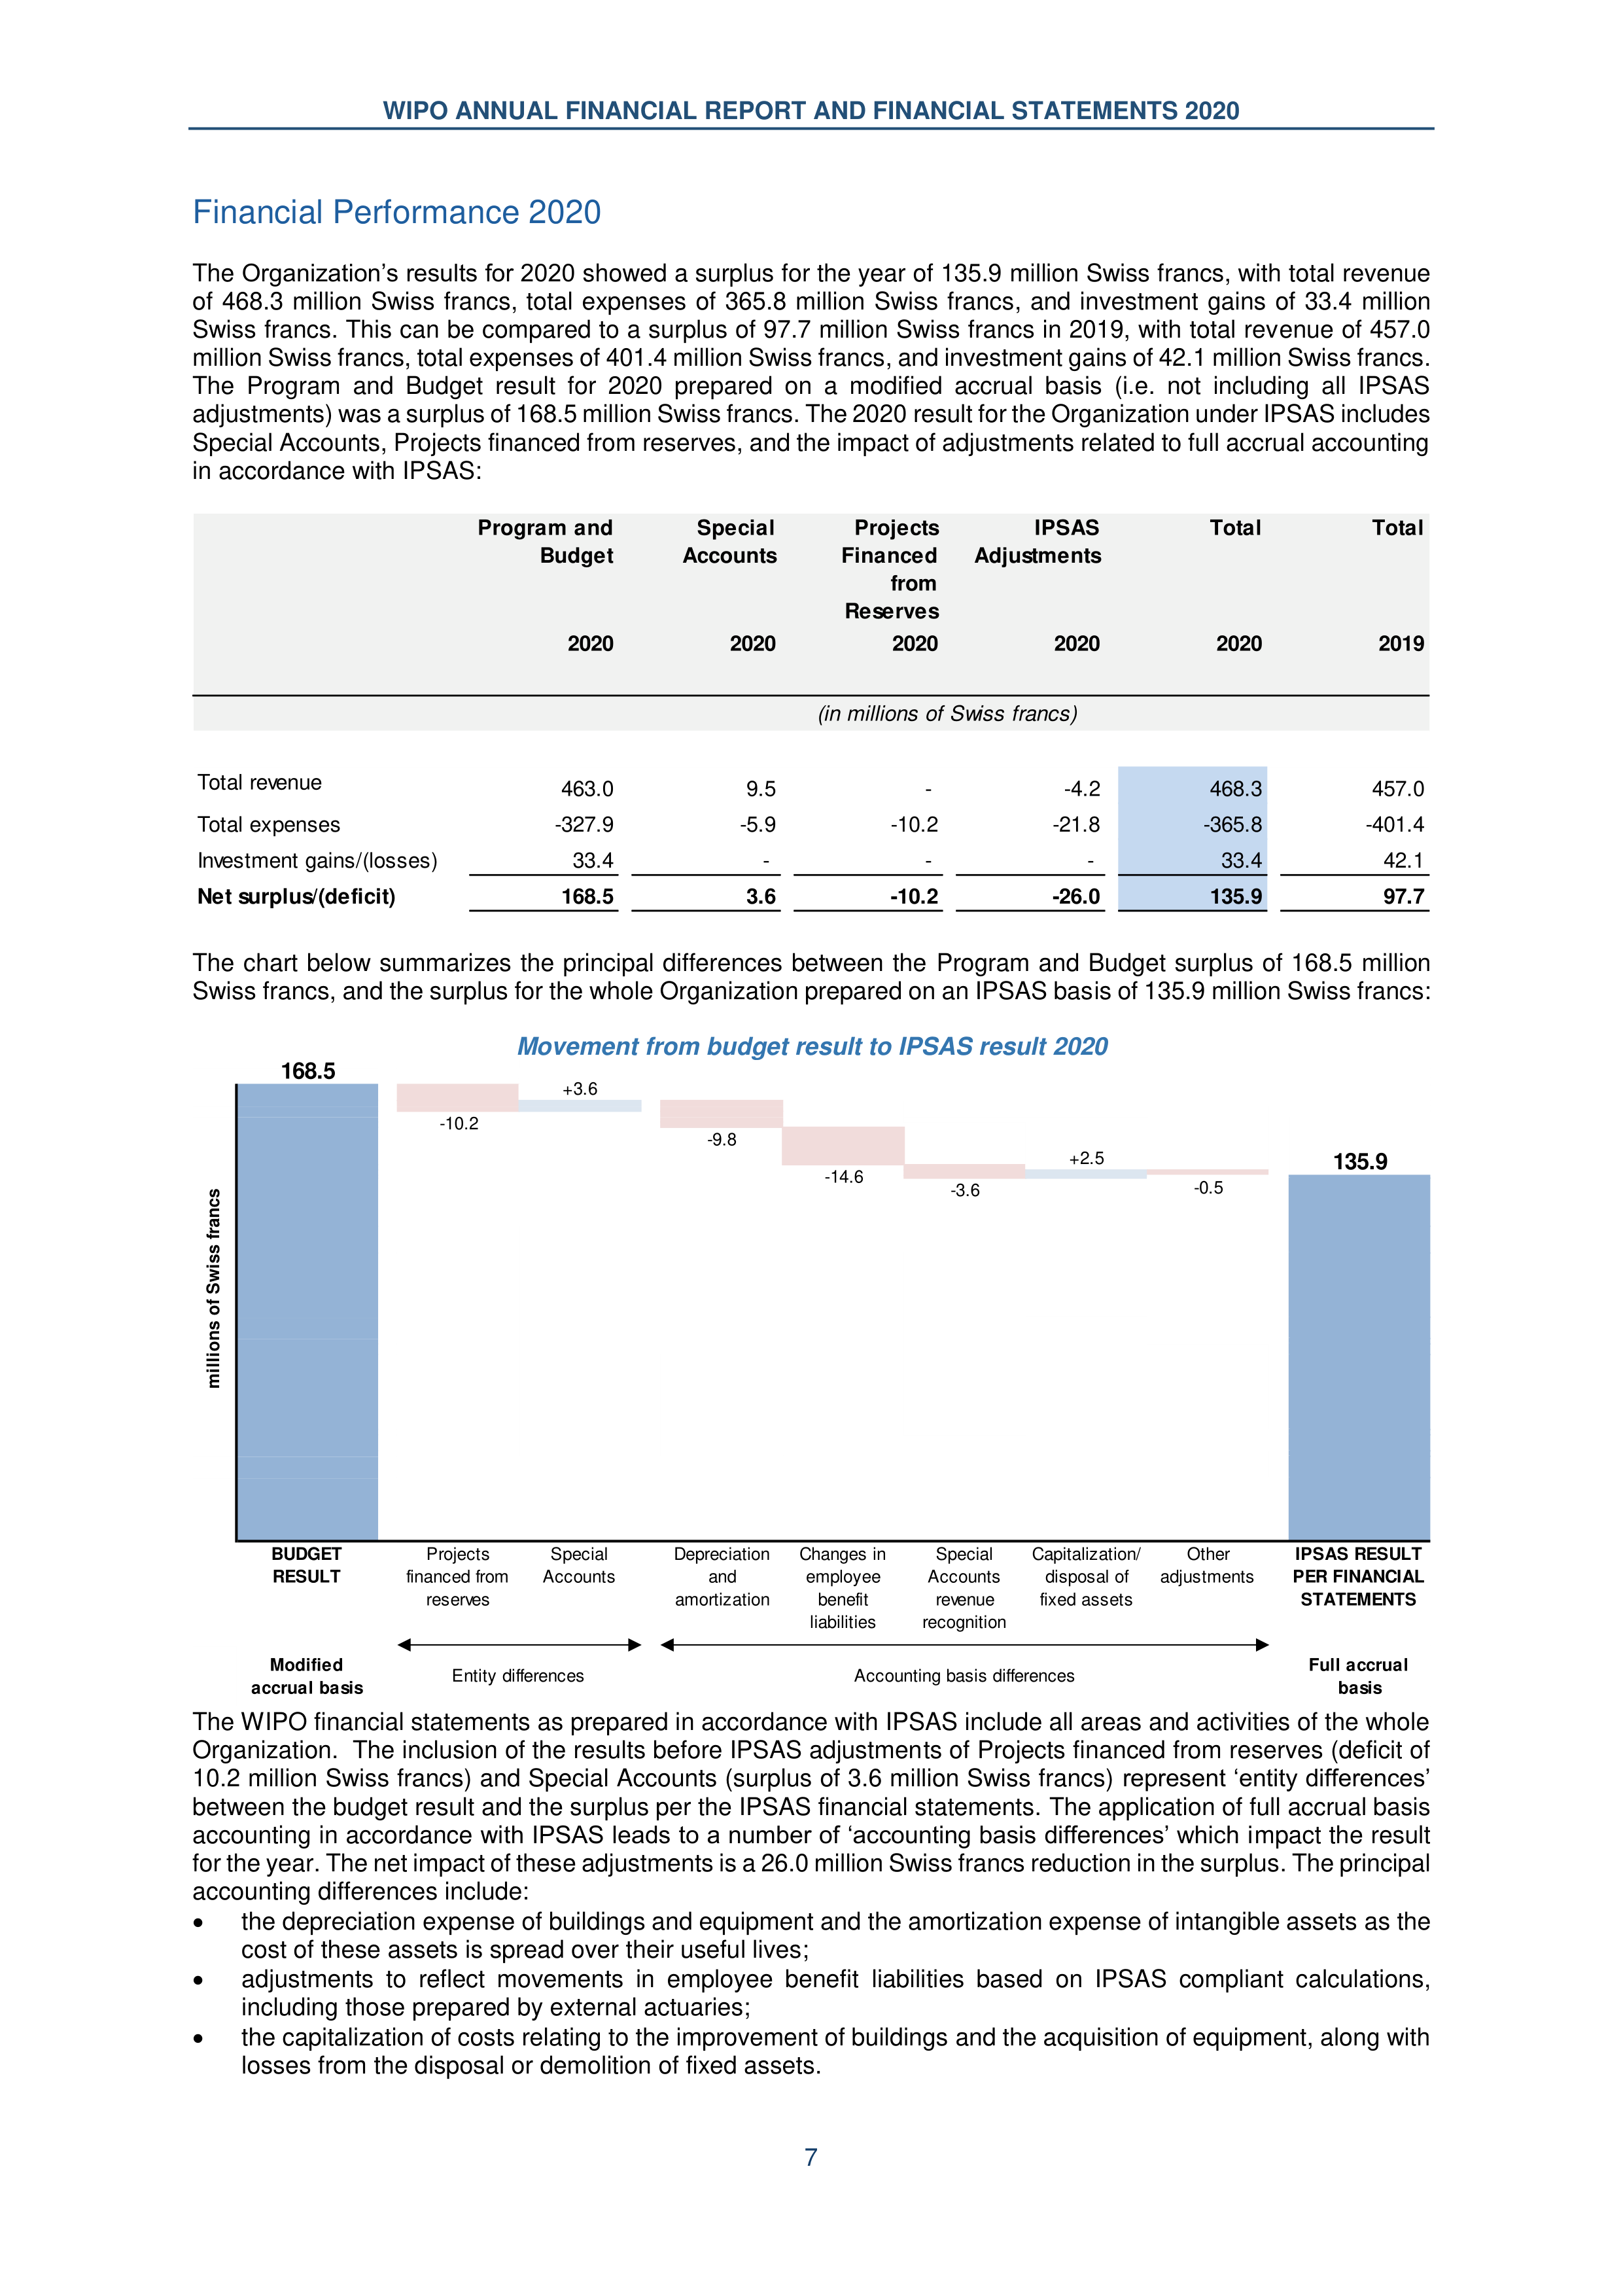 WIPO ANNUAL FINANCIAL REPORT AND FINANCIAL STATEMENTS 2020
Financial Performance 2020
The Organization’s results for 2020 showed a surplus for the year of 135.9 million Swiss francs, with total revenue
of 468.3 million Swiss francs, total expenses of 365.8 million Swiss francs, and investment gains of 33.4 million
Swiss francs. This can be compared to a surplus of 97.7 million Swiss francs in 2019, with total revenue of 457.0
million Swiss francs, total expenses of 401.4 million Swiss francs, and investment gains of 42.1 million Swiss francs.
The Program and Budget result for 2020 prepared on a modified accrual basis (i.e. not including all IPSAS
adjustments) was a surplus of 168.5 million Swiss francs. The 2020 result for the Organization under IPSAS includes
Special Accounts, Projects financed from reserves, and the impact of adjustments related to full accrual accounting
in accordance with IPSAS:
Program and Special Projects IPSAS Total Total
Budget Accounts Financed Adjustments
from
Reserves
2020 2020 2020 2020 2020 2019
(in millions of Swiss francs)
Total revenue 463.0 9.5 - -4.2 468.3 457.0
Total expenses -327.9 -5.9 -10.2 -21.8 -365.8 -401.4
Investment gains/(losses) 33.4 - - - 33.4 42.1
Net surplus/(deficit) 168.5 3.6 -10.2 -26.0 135.9 97.7
The chart below summarizes the principal differences between the Program and Budget surplus of 168.5 million
Swiss francs, and the surplus for the whole Organization prepared on an IPSAS basis of 135.9 million Swiss francs:
Movement from budget result to IPSAS result 2020
168.5
+3.6
-10.2
-9.8
-14.6
-3.6
+2.5
-0.5
135.9
millions of Swiss francs
BUDGET Projects Special Depreciation Changes in Special Capitalization/ Other IPSAS RESULT
RESULT financed from Accounts and employee Accounts disposal of adjustments PER FINANCIAL
reserves amortization benefit revenue fixed assets STATEMENTS
liabilities recognition
Modified Full accrual
Entity differences Accounting basis differences
accrual basis basis
The WIPO financial statements as prepared in accordance with IPSAS include all areas and activities of the whole
Organization.  The inclusion of the results before IPSAS adjustments of Projects financed from reserves (deficit of
10.2 million Swiss francs) and Special Accounts (surplus of 3.6 million Swiss francs) represent ‘entity differences’
between the budget result and the surplus per the IPSAS financial statements. The application of full accrual basis
accounting in accordance with IPSAS leads to a number of ‘accounting basis differences’ which impact the result
for the year. The net impact of these adjustments is a 26.0 million Swiss francs reduction in the surplus. The principal
accounting differences include:
• the depreciation expense of buildings and equipment and the amortization expense of intangible assets as the
cost of these assets is spread over their useful lives;
• adjustments to reflect movements in employee benefit liabilities based on IPSAS compliant calculations,
including those prepared by external actuaries;
• the capitalization of costs relating to the improvement of buildings and the acquisition of equipment, along with
losses from the disposal or demolition of fixed assets.
7